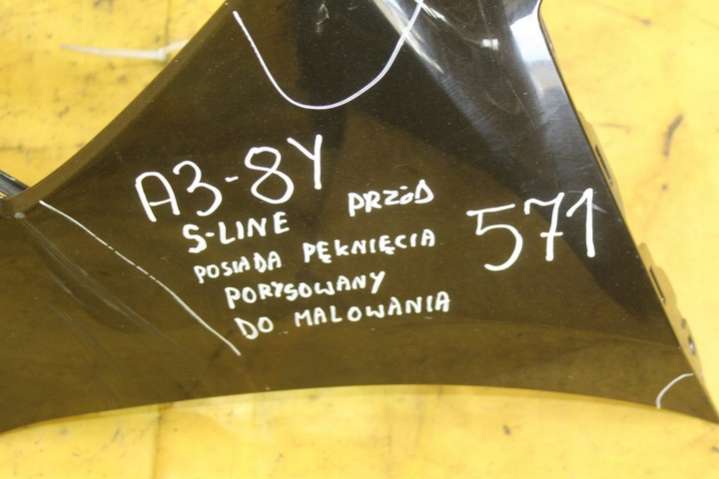 A3-8Y
S-LINE PRZÓD
571
POSIADA PĘKNIĘCIA
PORYSOWANY
DO MALOWANIA